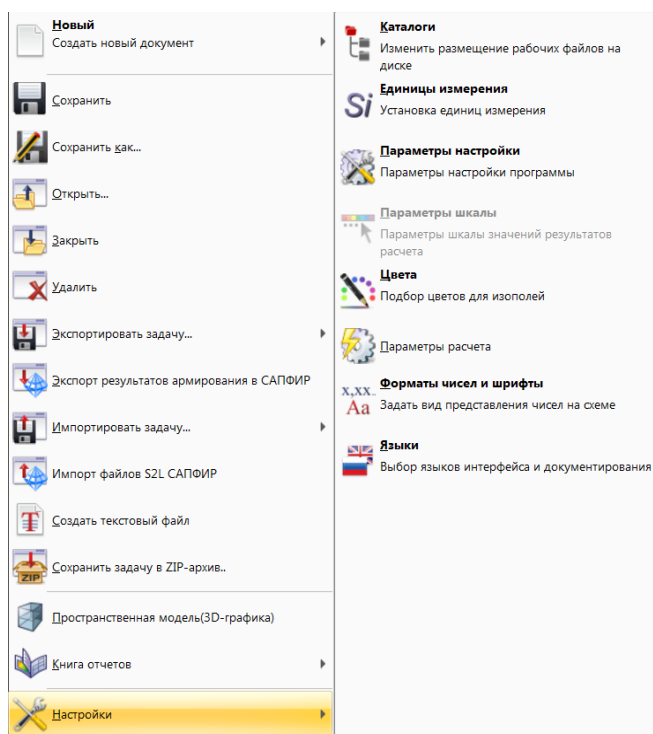 Новый
Создать новый документ
Сохранить
Сохранить как...
Открыть...
Закрыть
Удалить
Экспортировать задачу...
Экспорт результатов армирования в САПФИР
Импортировать задачу...
Импорт файлов S2L САПФИР
Создать текстовый файл
ZIP
Сохранить задачу в ZIP-архив..
Пространственная модель(3D-графика)
Книга отчетов
Настройки
Каталоги
Изменить размещение рабочих файлов на
диске
Si
Единицы измерения
Установка единиц измерения
Параметры настройки
Параметры настройки программы
Параметры шкалы
Параметры шкалы значений результатов
расчета
Цвета
Подбор цветов для изополей
Параметры расчета
x,xx..
Aa
Форматы чисел и шрифты
Задать вид представления чисел на схеме
Языки
Выбор языков интерфейса и документирования